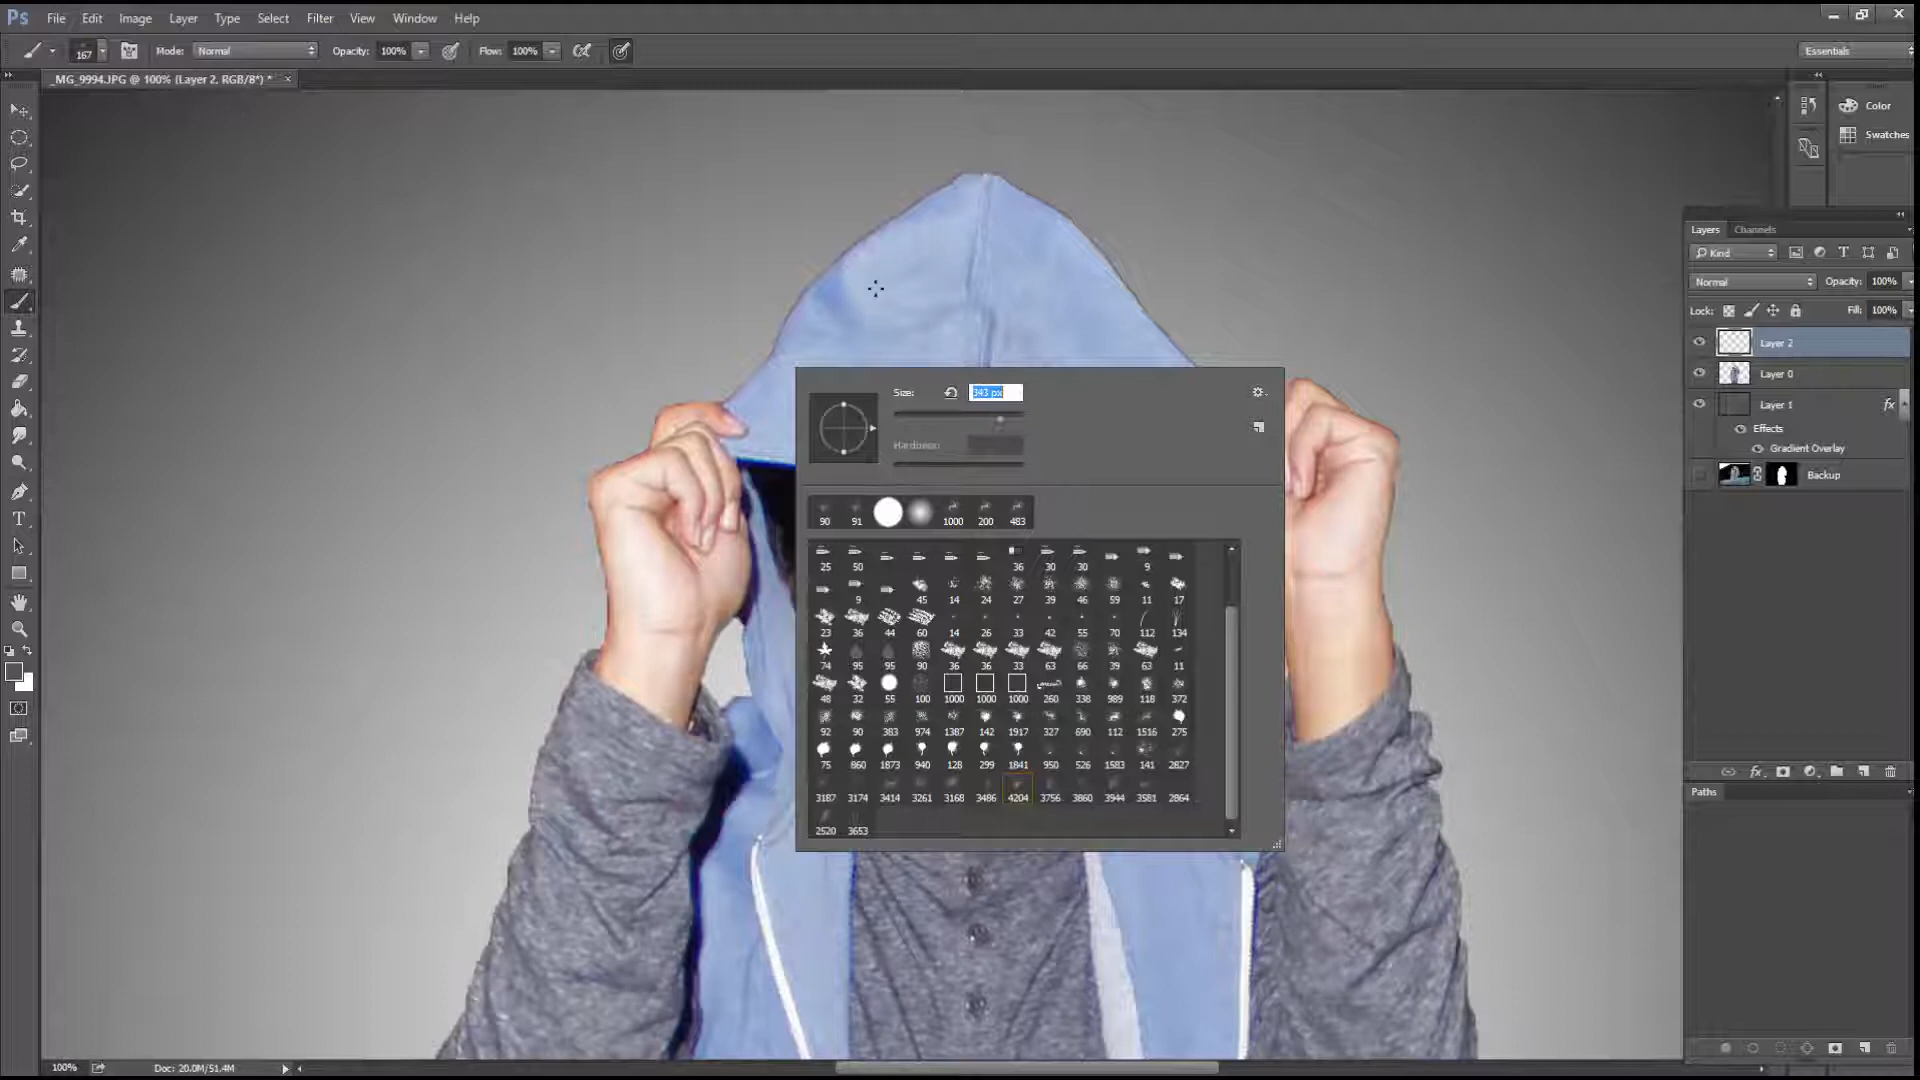 Ps File Edit Image Layer Type Select Filter 3D View Window Help
167 Mode: Normal Opacity: 100% Flow: 100% Essentials
_MG_9994.JPG @ 100% (Layer 2, RGB/8*) *
Color
Swatches
Layers Channels
Kind
Normal Opacity: 100%
Lock: Fill: 100%
Layer 2
Layer 0
Layer 1 fx
Effects
Gradient Overlay
Backup
Size: 343 px
Hardness:
90 91 1000 200 483
25 50 36 30 30 9
9 45 14 24 27 39 46 59 11 17
23 36 44 60 14 26 33 42 55 70 112 134
74 95 95 90 36 36 33 63 66 39 63 11
48 32 55 100 1000 1000 1000 260 338 989 118 372
92 90 383 974 1387 142 1917 327 690 112 1516 275
75 860 1873 940 128 299 1841 950 526 1583 141 2827
3187 3174 3414 3261 3168 3486 4204 3756 3860 3944 3581 2864
2520 3653
fx
Paths
100% Doc: 20.0M/51.4M